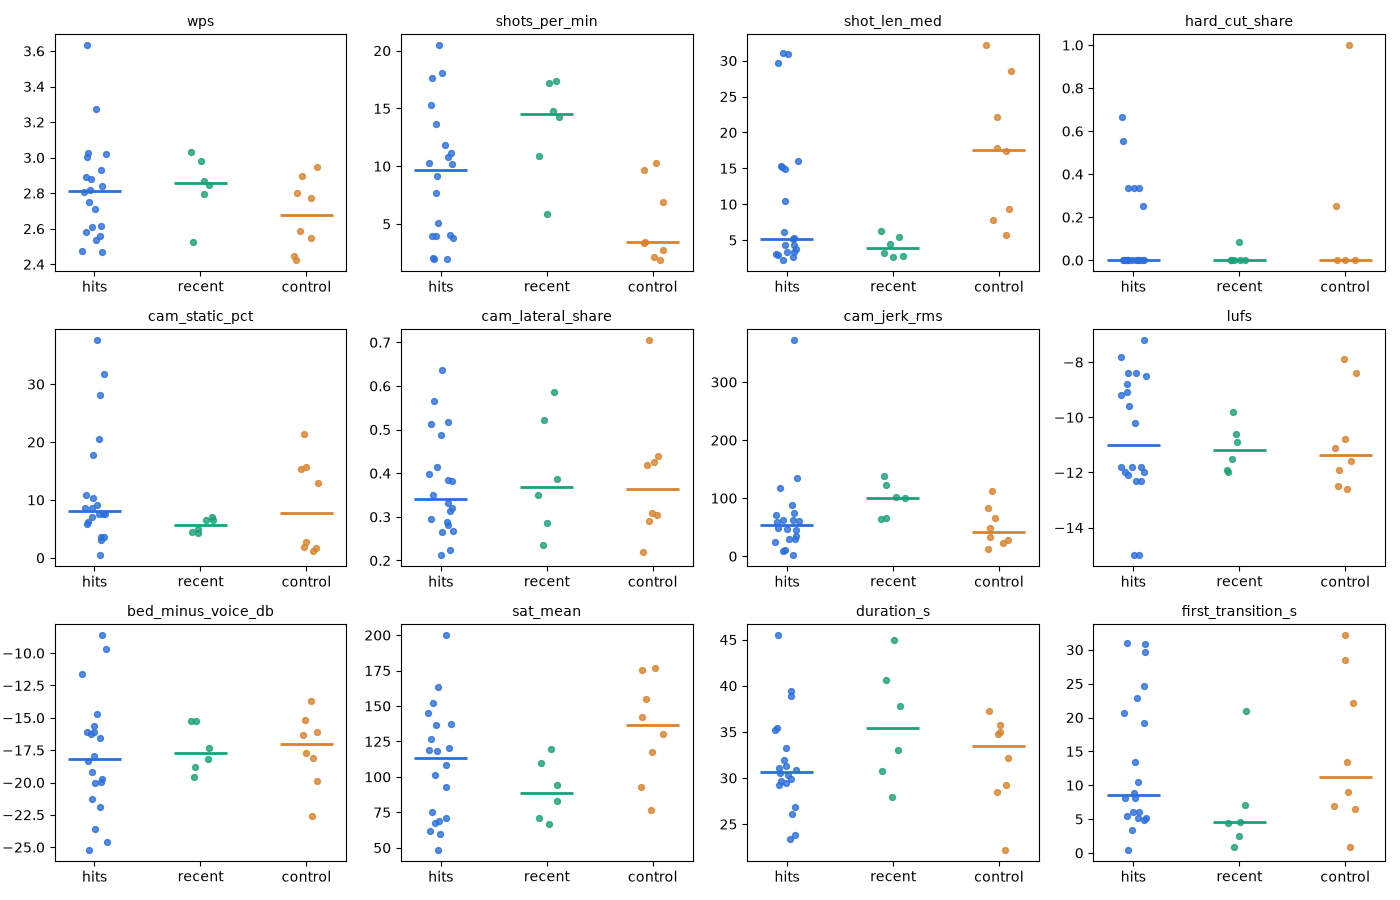 wps shots_per_min shot_len_med hard_cut_share
3.6 3.4 3.2 3.0 2.8 2.6 2.4
20 15 10 5
30 25 20 15 10 5
1.0 0.8 0.6 0.4 0.2 0.0
hits recent control hits recent control hits recent control hits recent control
cam_static_pct cam_lateral_share cam_jerk_rms lufs
30 20 10 0
0.7 0.6 0.5 0.4 0.3 0.2
300 200 100 0
−8 −10 −12 −14
hits recent control hits recent control hits recent control hits recent control
bed_minus_voice_db sat_mean duration_s first_transition_s
−10.0 −12.5 −15.0 −17.5 −20.0 −22.5 −25.0
200 175 150 125 100 75 50
45 40 35 30 25
30 25 20 15 10 5 0
hits recent control hits recent control hits recent control hits recent control